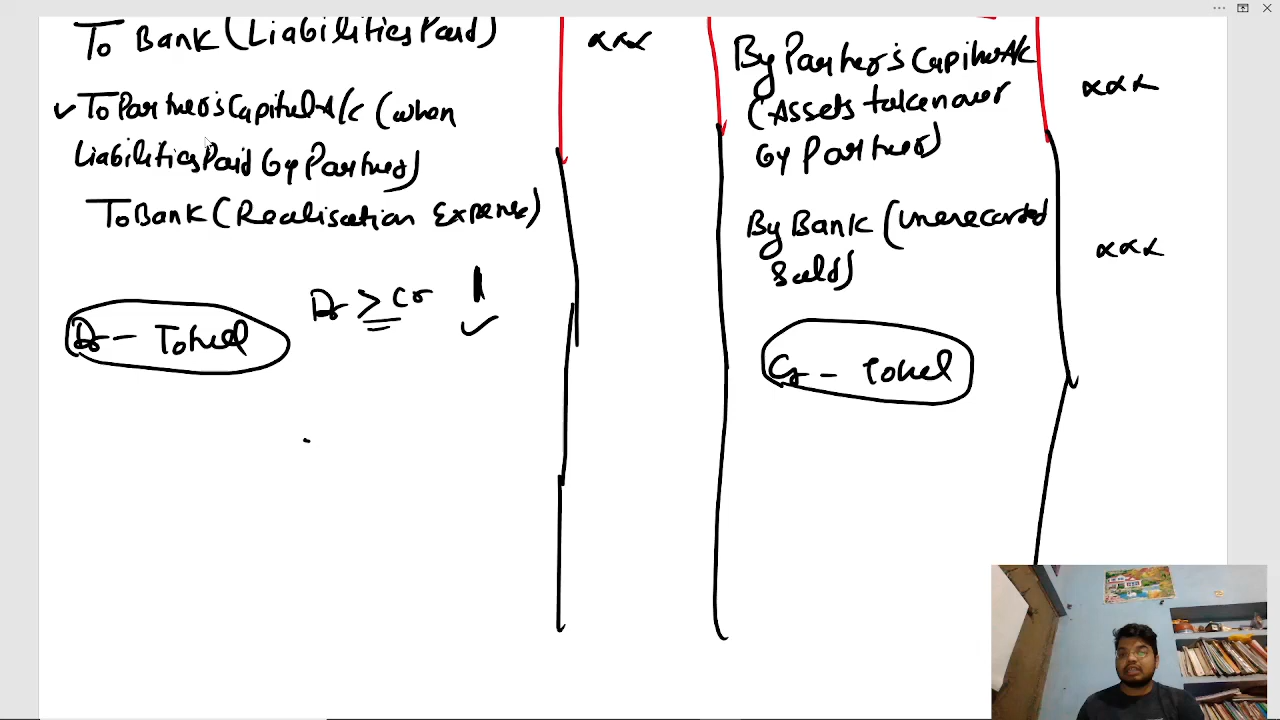 To Bank (Liabilities Paid)
xxx
✓ To Partner's Capital A/c (when
Liabilities Paid By Partner)
To Bank (Realisation Expense)
Dr > Cr
Dr - Total
By Partner's Capital A/c
(Assets taken over
By Partner)
xxx
By Bank (Unrecorded
Sold)
xxx
Cr - Total